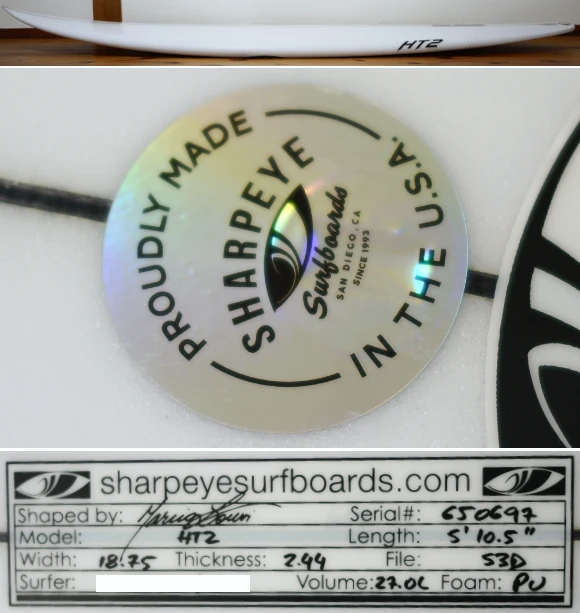 HT2
PROUDLY MADE
IN THE U.S.A.
SHARPEYE
Surfboards
SAN DIEGO, CA
SINCE 1993
sharpeyesurfboards.com
Shaped by: Serial#: 650697
Model: HT2 Length: 5' 10.5"
Width: 18.75 Thickness: 2.44 File: S3D
Surfer: Volume: 27.0L Foam: PU